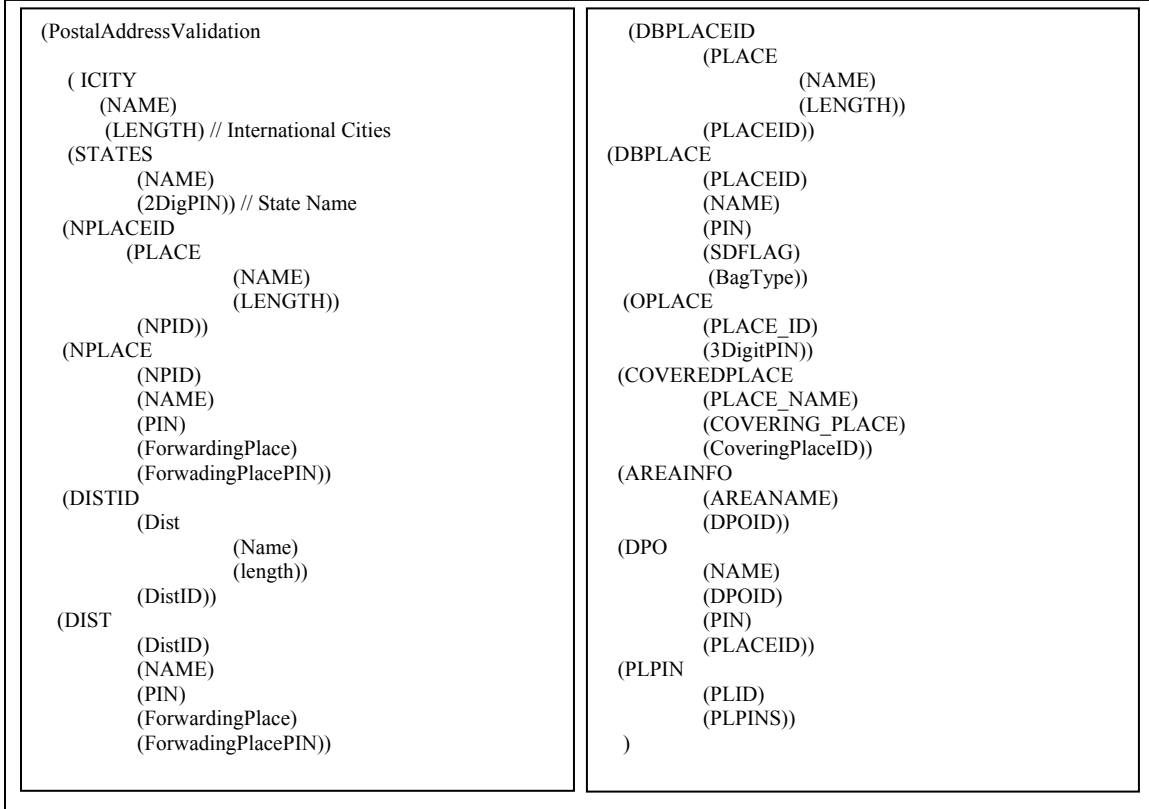 (PostalAddressValidation
( ICITY
(NAME)
(LENGTH) // International Cities
(STATES
(NAME)
(2DigPIN)) // State Name
(NPLACEID
(PLACE
(NAME)
(LENGTH))
(NPID))
(NPLACE
(NPID)
(NAME)
(PIN)
(ForwardingPlace)
(ForwadingPlacePIN))
(DISTID
(Dist
(Name)
(length))
(DistID))
(DIST
(DistID)
(NAME)
(PIN)
(ForwardingPlace)
(ForwadingPlacePIN))
(DBPLACEID
(PLACE
(NAME)
(LENGTH))
(PLACEID))
(DBPLACE
(PLACEID)
(NAME)
(PIN)
(SDFLAG)
(BagType))
(OPLACE
(PLACE_ID)
(3DigitPIN))
(COVEREDPLACE
(PLACE_NAME)
(COVERING_PLACE)
(CoveringPlaceID))
(AREAINFO
(AREANAME)
(DPOID))
(DPO
(NAME)
(DPOID)
(PIN)
(PLACEID))
(PLPIN
(PLID)
(PLPINS))
)